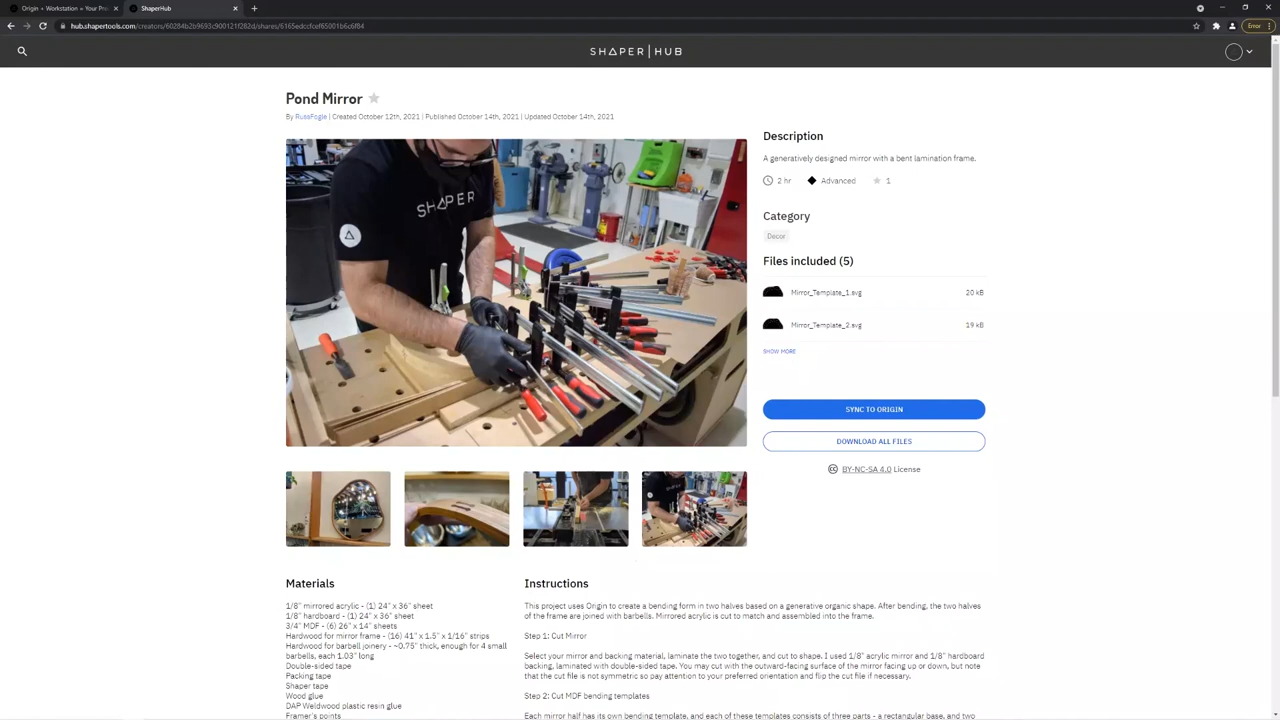 Origin + Workstation = Your Pro
ShaperHub
hub.shapertools.com/creators/60284b2b9693c900121f282d/shares/6165edccfcef65001b6c6f84
Error
SHAPER|HUB
Pond Mirror
By RussFogle | Created October 12th, 2021 | Published October 14th, 2021 | Updated October 14th, 2021
SHAPER
Description
A generatively designed mirror with a bent lamination frame.
2 hr Advanced 1
Category
Decor
Files included (5)
Mirror_Template_1.svg 20 kB
Mirror_Template_2.svg 19 kB
SHOW MORE
SYNC TO ORIGIN
DOWNLOAD ALL FILES
BY-NC-SA 4.0 License
Materials
1/8" mirrored acrylic - (1) 24" x 36" sheet
1/8" hardboard - (1) 24" x 36" sheet
3/4" MDF - (6) 26" x 14" sheets
Hardwood for mirror frame - (16) 41" x 1.5" x 1/16" strips
Hardwood for barbell joinery - ~0.75" thick, enough for 4 small
barbells, each 1.03" long
Double-sided tape
Packing tape
Shaper tape
Wood glue
DAP Weldwood plastic resin glue
Framer's points
Instructions
This project uses Origin to create a bending form in two halves based on a generative organic shape. After bending, the two halves
of the frame are joined with barbells. Mirrored acrylic is cut to match and assembled into the frame.
Step 1: Cut Mirror
Select your mirror and backing material, laminate the two together, and cut to shape. I used 1/8" acrylic mirror and 1/8" hardboard
backing, laminated with double-sided tape. You may cut with the outward-facing surface of the mirror facing up or down, but note
that the cut file is not symmetric so pay attention to your preferred orientation and flip the cut file if necessary.
Step 2: Cut MDF bending templates
Each mirror half has its own bending template, and each of these templates consists of three parts - a rectangular base, and two